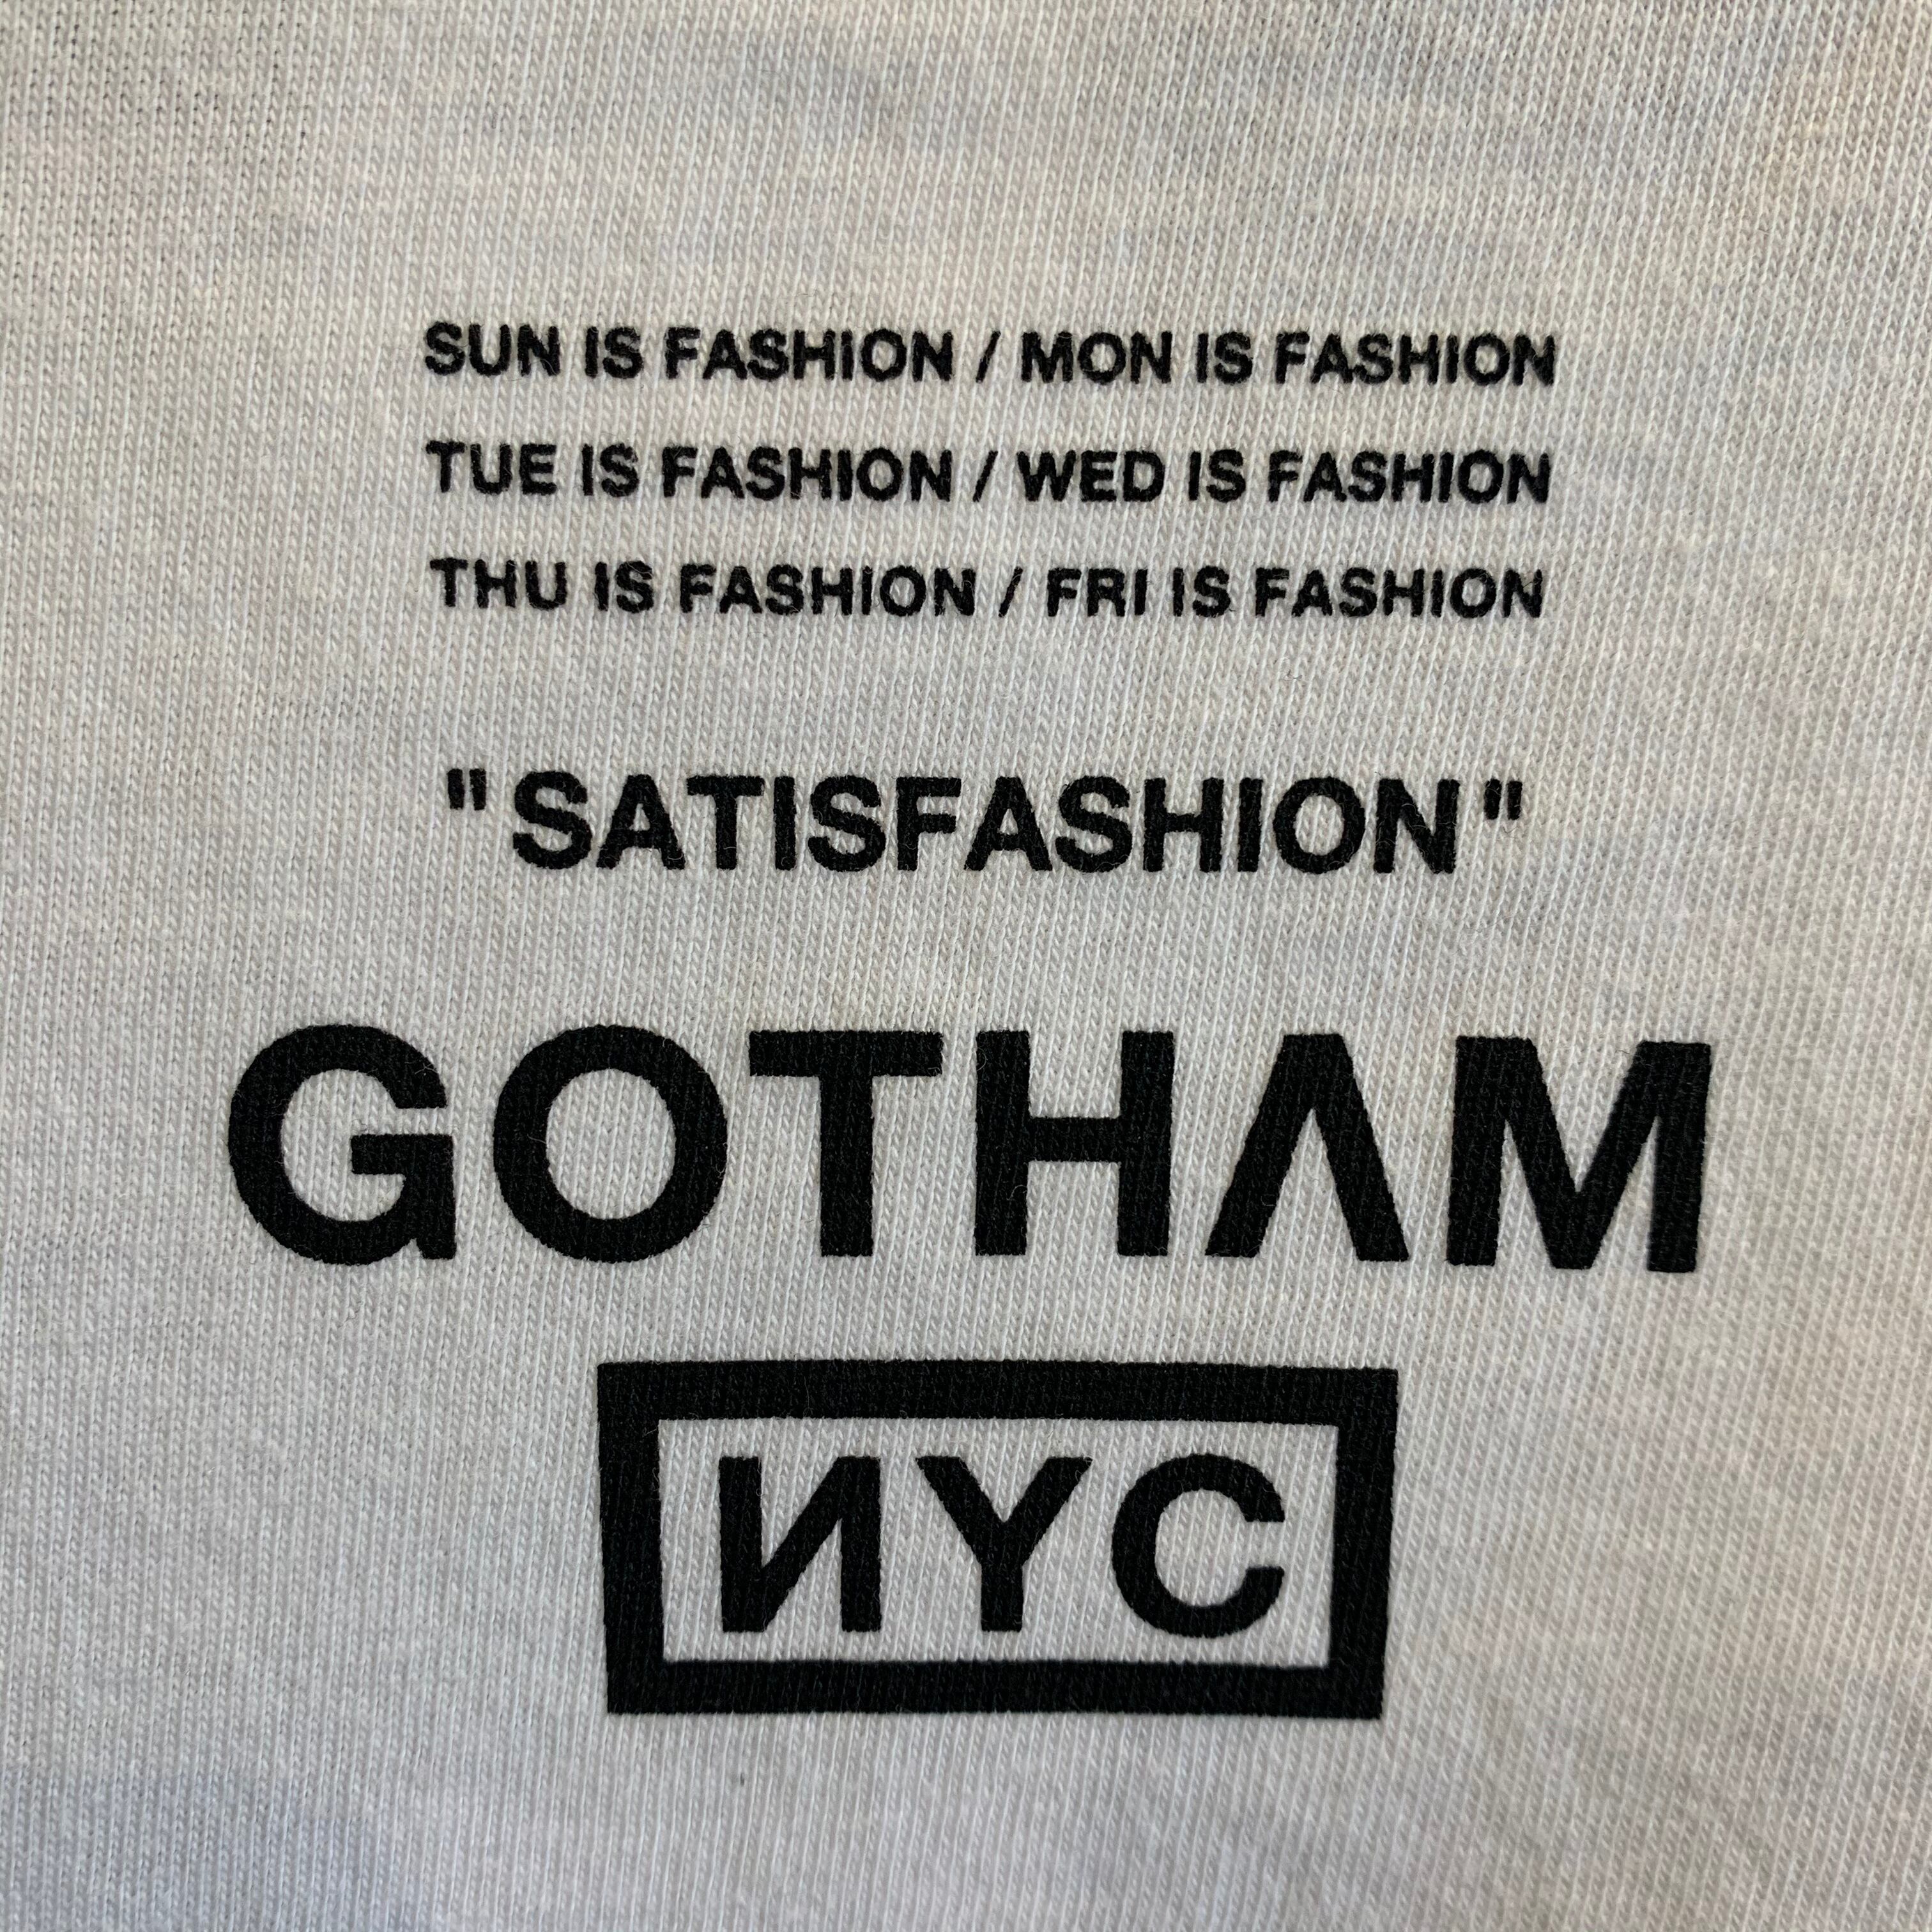 SUN IS FASHION / MON IS FASHION
TUE IS FASHION / WED IS FASHION
THU IS FASHION / FRI IS FASHION
"SATISFASHION"
GOTHΛM
ИYC